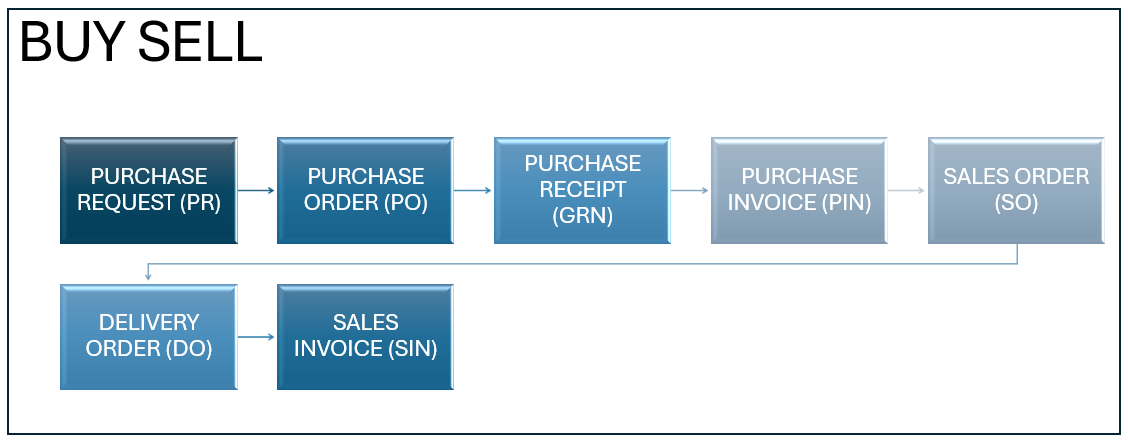 BUY SELL
PURCHASE
REQUEST (PR)
PURCHASE
ORDER (PO)
PURCHASE
RECEIPT
(GRN)
PURCHASE
INVOICE (PIN)
SALES ORDER
(SO)
DELIVERY
ORDER (DO)
SALES
INVOICE (SIN)